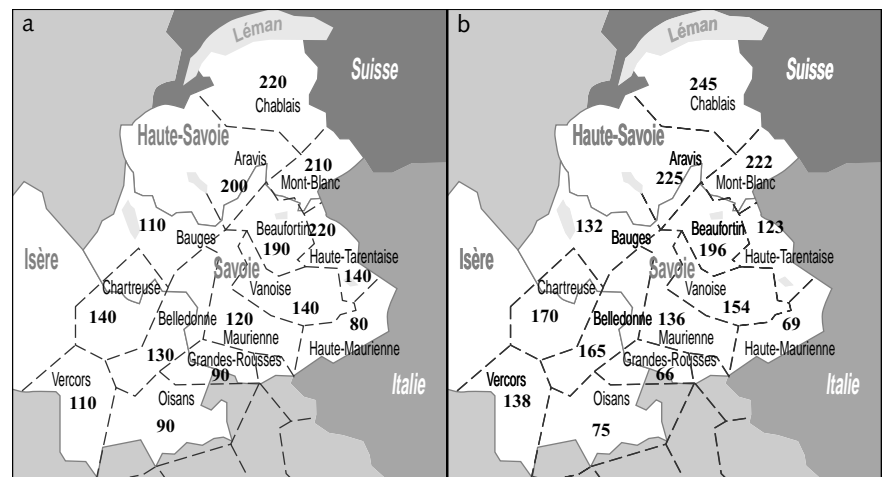 a
Léman
Suisse
220
Chablais
Haute-Savoie
Aravis
210
200
Mont-Blanc
110
Beaufortin
220
Bauges
190
Isère
Savoie
Haute-Tarentaise
140
Chartreuse
Vanoise
140
140
Belledonne
120
80
Maurienne
Haute-Maurienne
130
Grandes-Rousses
90
Vercors
Italie
110
Oisans
90
b
Léman
Suisse
245
Chablais
Haute-Savoie
Aravis
222
225
Mont-Blanc
132
Beaufortin
123
Bauges
196
Isère
Savoie
Haute-Tarentaise
Chartreuse
Vanoise
154
170
Belledonne
136
69
Maurienne
Haute-Maurienne
165
Grandes-Rousses
66
Vercors
Italie
138
Oisans
75